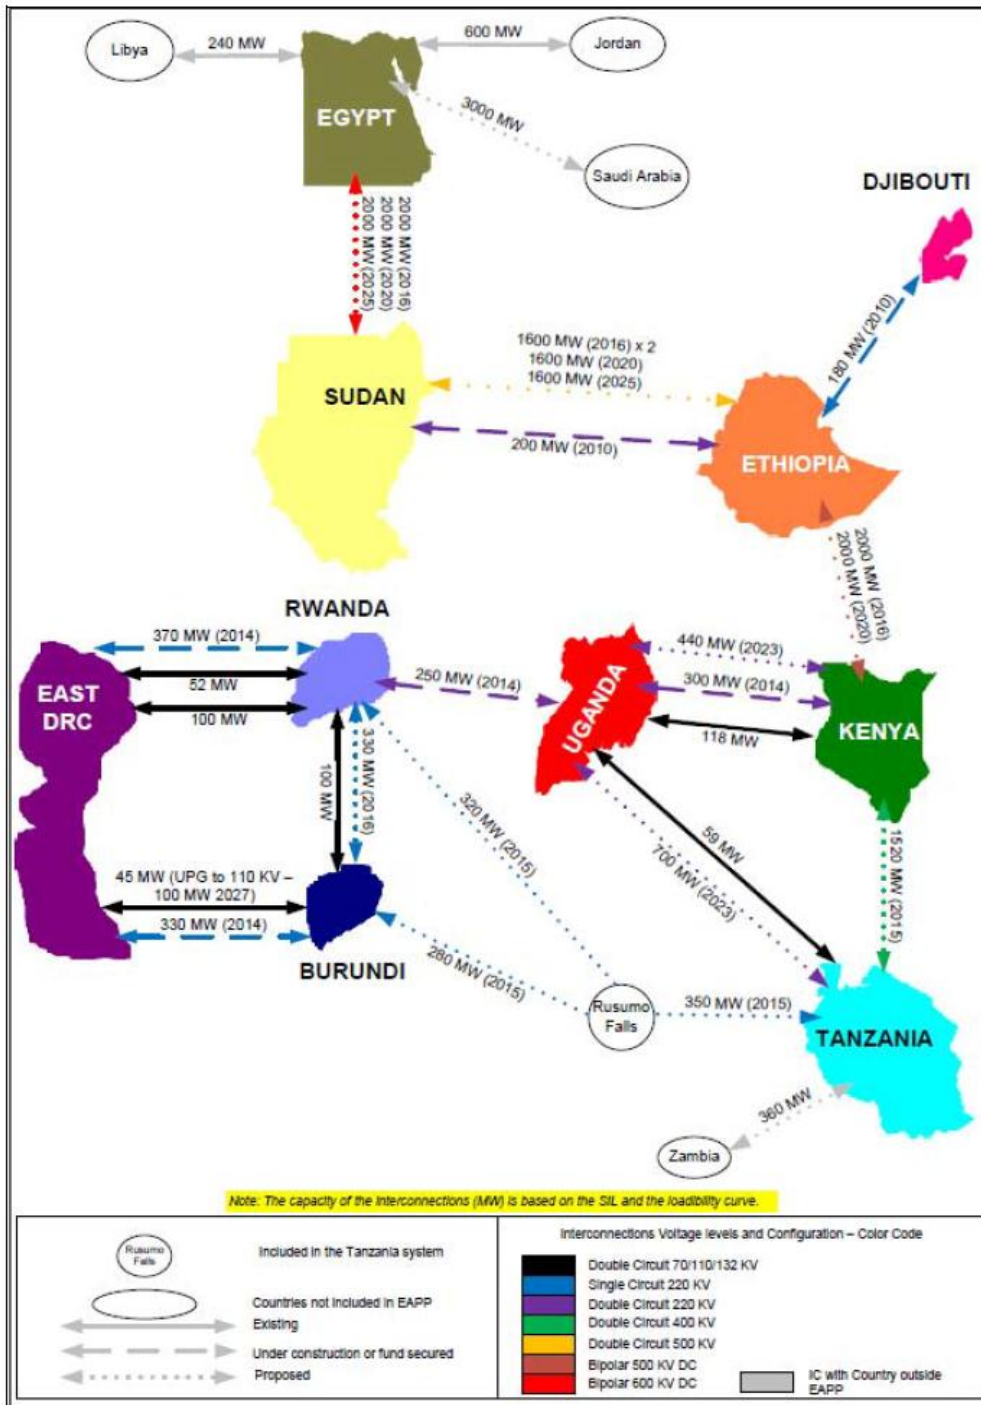 Libya
240 MW
600 MW
Jordan
EGYPT
3000 MW
Saudi Arabia
DJIBOUTI
2000 MW (2016)
2000 MW (2020)
2000 MW (2025)
180 MW (2010)
1600 MW (2016) x 2
1600 MW (2020)
1600 MW (2025)
SUDAN
200 MW (2010)
ETHIOPIA
2000 MW (2016)
2000 MW (2020)
RWANDA
370 MW (2014)
52 MW
100 MW
EAST
DRC
250 MW (2014)
UGANDA
440 MW (2023)
300 MW (2014)
118 MW
KENYA
100 MW
330 MW (2016)
320 MW (2015)
59 MW
700 MW (2023)
1520 MW (2015)
45 MW (UPG to 110 KV –
100 MW 2027)
330 MW (2014)
BURUNDI
280 MW (2015)
Rusumo
Falls
350 MW (2015)
TANZANIA
360 MW
Zambia
Note: The capacity of the Interconnections (MW) is based on the SIL and the loadibility curve.
Rusumo
Falls
Included in the Tanzania system
Countries not Included in EAPP
Existing
Under construction or fund secured
Proposed
Interconnections Voltage levels and Configuration – Color Code
Double Circuit 70/110/132 KV
Single Circuit 220 KV
Double Circuit 220 KV
Double Circuit 400 KV
Double Circuit 500 KV
Bipolar 500 KV DC
Bipolar 600 KV DC
IC with Country outside
EAPP